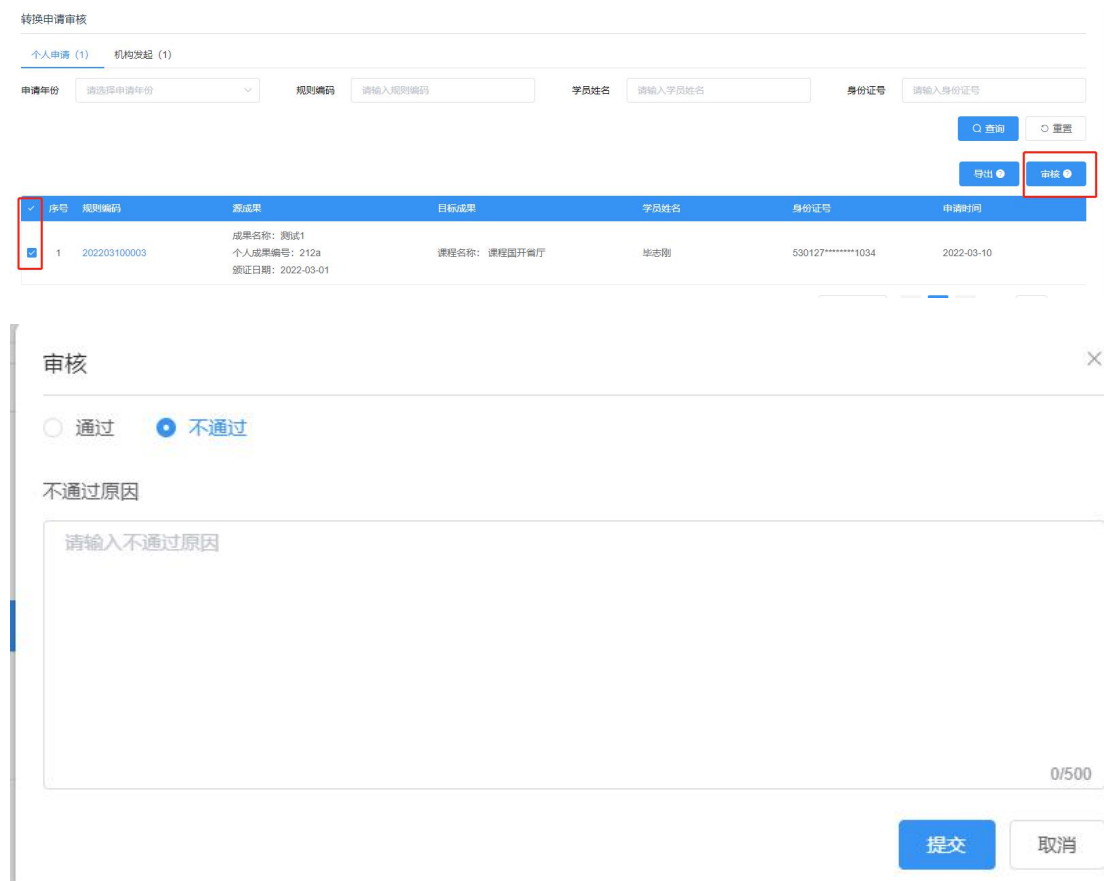 转换申请审核
个人申请（1） 机构发起（1）
申请年份 请选择申请年份 规则编码 请输入规则编码 学员姓名 请输入学员姓名 身份证号 请输入身份证号
查询 重置
导出 审核
序号 规则编码 源成果 目标成果 学员姓名 身份证号 申请时间
成果名称：测试1
1 202203100003 个人成果编号：212a 课程名称：课程国开省厅 毕志刚 530127********1034 2022-03-10
颁证日期：2022-03-01
审核
通过 不通过
不通过原因
请输入不通过原因
0/500
提交 取消